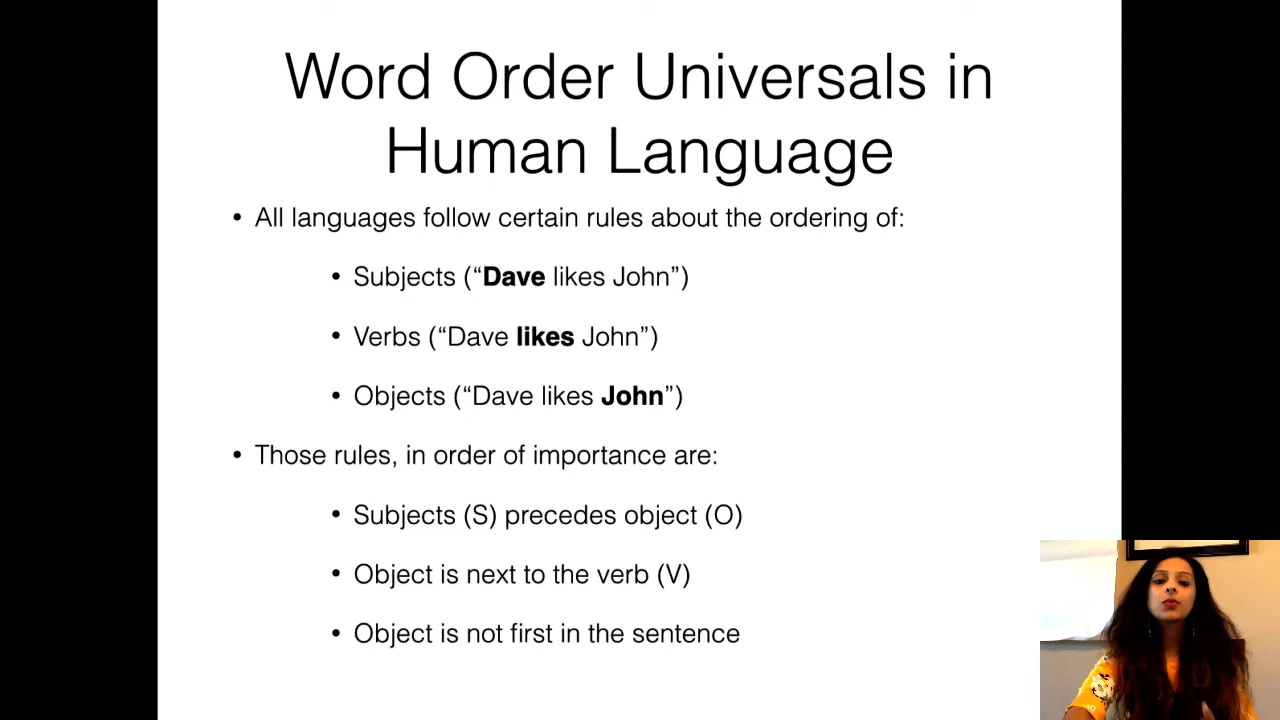 Word Order Universals in
Human Language
• All languages follow certain rules about the ordering of:
• Subjects (“Dave likes John”)
• Verbs (“Dave likes John”)
• Objects (“Dave likes John”)
• Those rules, in order of importance are:
• Subjects (S) precedes object (O)
• Object is next to the verb (V)
• Object is not first in the sentence